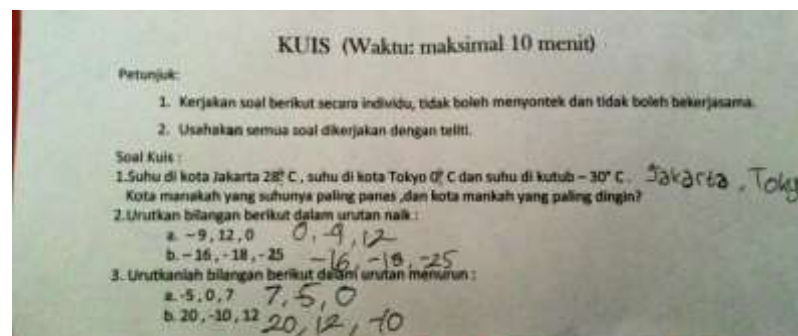 KUIS (Waktu: maksimal 10 menit)
Petunjuk:
1. Kerjakan soal berikut secara individu, tidak boleh menyontek dan tidak boleh bekerjasama.
2. Usahakan semua soal dikerjakan dengan teliti.
Soal Kuis :
1.Suhu di kota Jakarta 28° C , suhu di kota Tokyo 0° C dan suhu di kutub – 30° C . Jakarta , Toky
Kota manakah yang suhunya paling panas ,dan kota mankah yang paling dingin?
2.Urutkan bilangan berikut dalam urutan naik :
a. – 9 , 12 , 0 0, -9, 12
b. – 16 , - 18 , - 25 -16, -18, -25
3. Urutkanlah bilangan berikut dalam urutan menurun :
a. -5 , 0 , 7 7, 5, 0
b. 20 , -10 , 12 20, 12, -10